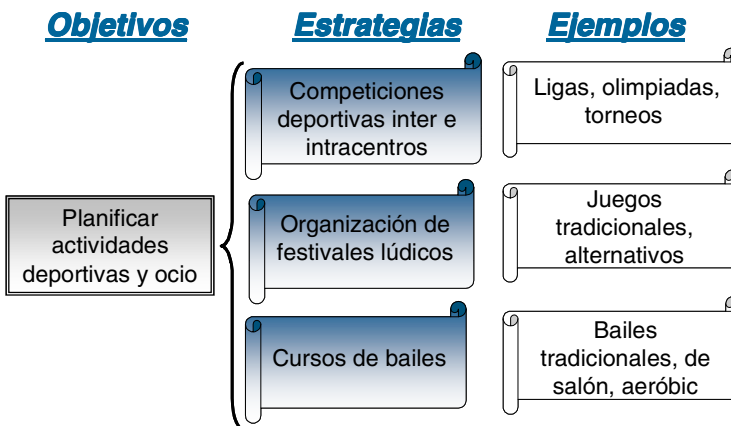 Objetivos
Estrategias
Ejemplos
Planificar
actividades
deportivas y ocio
Competiciones
deportivas inter e
intracentros
Ligas, olimpiadas,
torneos
Organización de
festivales lúdicos
Juegos
tradicionales,
alternativos
Cursos de bailes
Bailes
tradicionales, de
salón, aeróbic